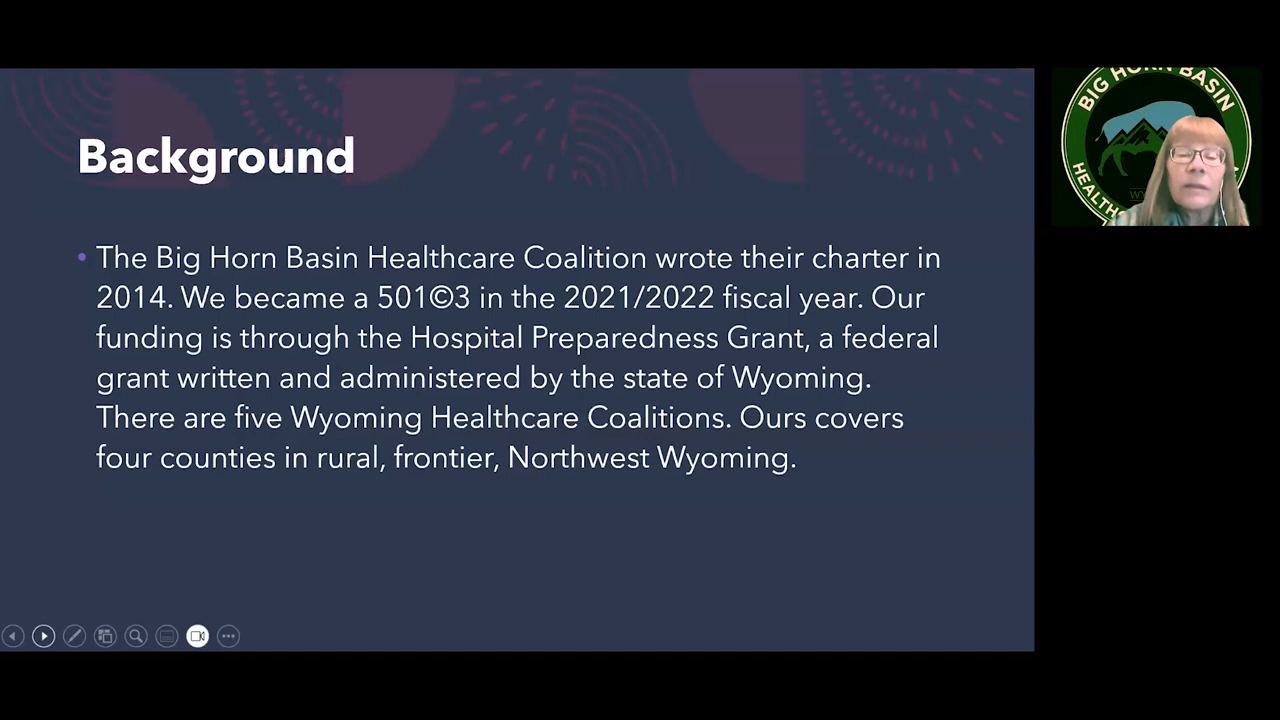 Background
• The Big Horn Basin Healthcare Coalition wrote their charter in
2014. We became a 501©3 in the 2021/2022 fiscal year. Our
funding is through the Hospital Preparedness Grant, a federal
grant written and administered by the state of Wyoming.
There are five Wyoming Healthcare Coalitions. Ours covers
four counties in rural, frontier, Northwest Wyoming.
BIG HORN BASIN